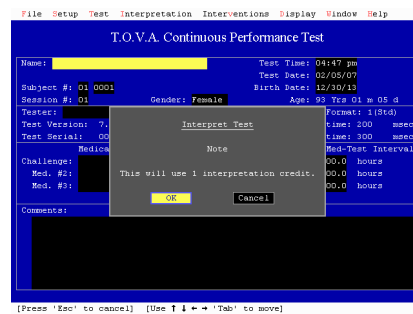 File Setup Test Interpretation Interventions Display Window Help
T.O.V.A. Continuous Performance Test
Name: Test Time: 04:47 pm
Test Date: 02/05/07
Subject #: 01 0001 Birth Date: 12/30/13
Session #: 01 Gender: Female Age: 93 Yrs 01 m 05 d
Tester: Format: 1(Std)
Test Version: 7. Interpret Test time: 200 msec
Test Serial: 00 time: 300 msec
Medica Note Med-Test Interval
Challenge: 00.0 hours
Med. #2: This will use 1 interpretation credit. 00.0 hours
Med. #3: 00.0 hours
OK Cancel
Comments:
[Press 'Esc' to cancel] [Use ↑ ↓ ← → 'Tab' to move]